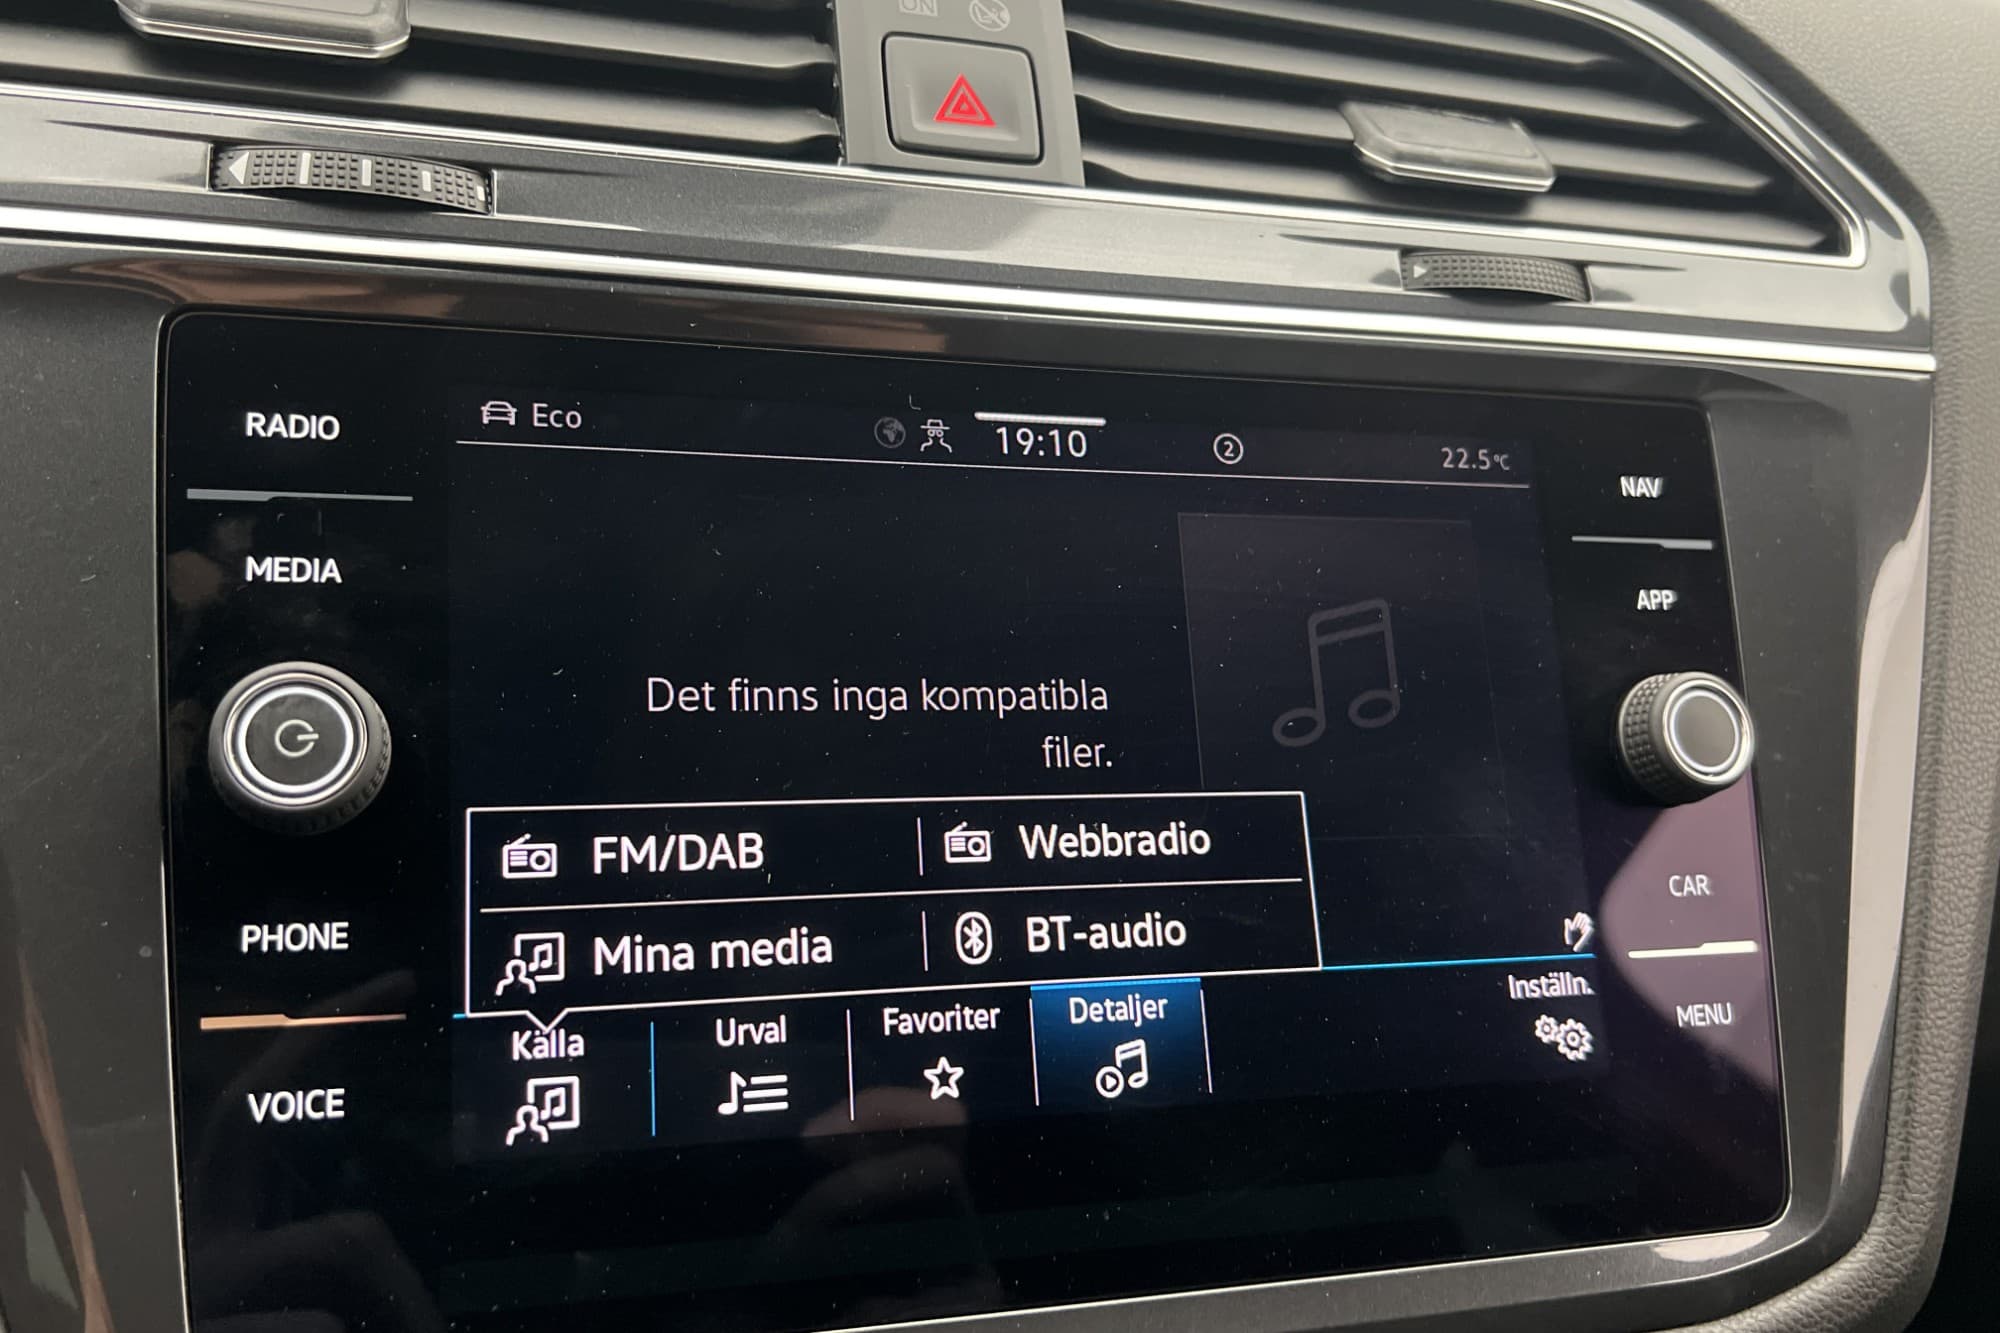 ON
RADIO
MEDIA
PHONE
VOICE
Eco
19:10
2
22.5°C
Det finns inga kompatibla
filer.
FM/DAB
Webbradio
Mina media
BT-audio
Källa
Urval
Favoriter
Detaljer
Inställn.
NAV
APP
CAR
MENU